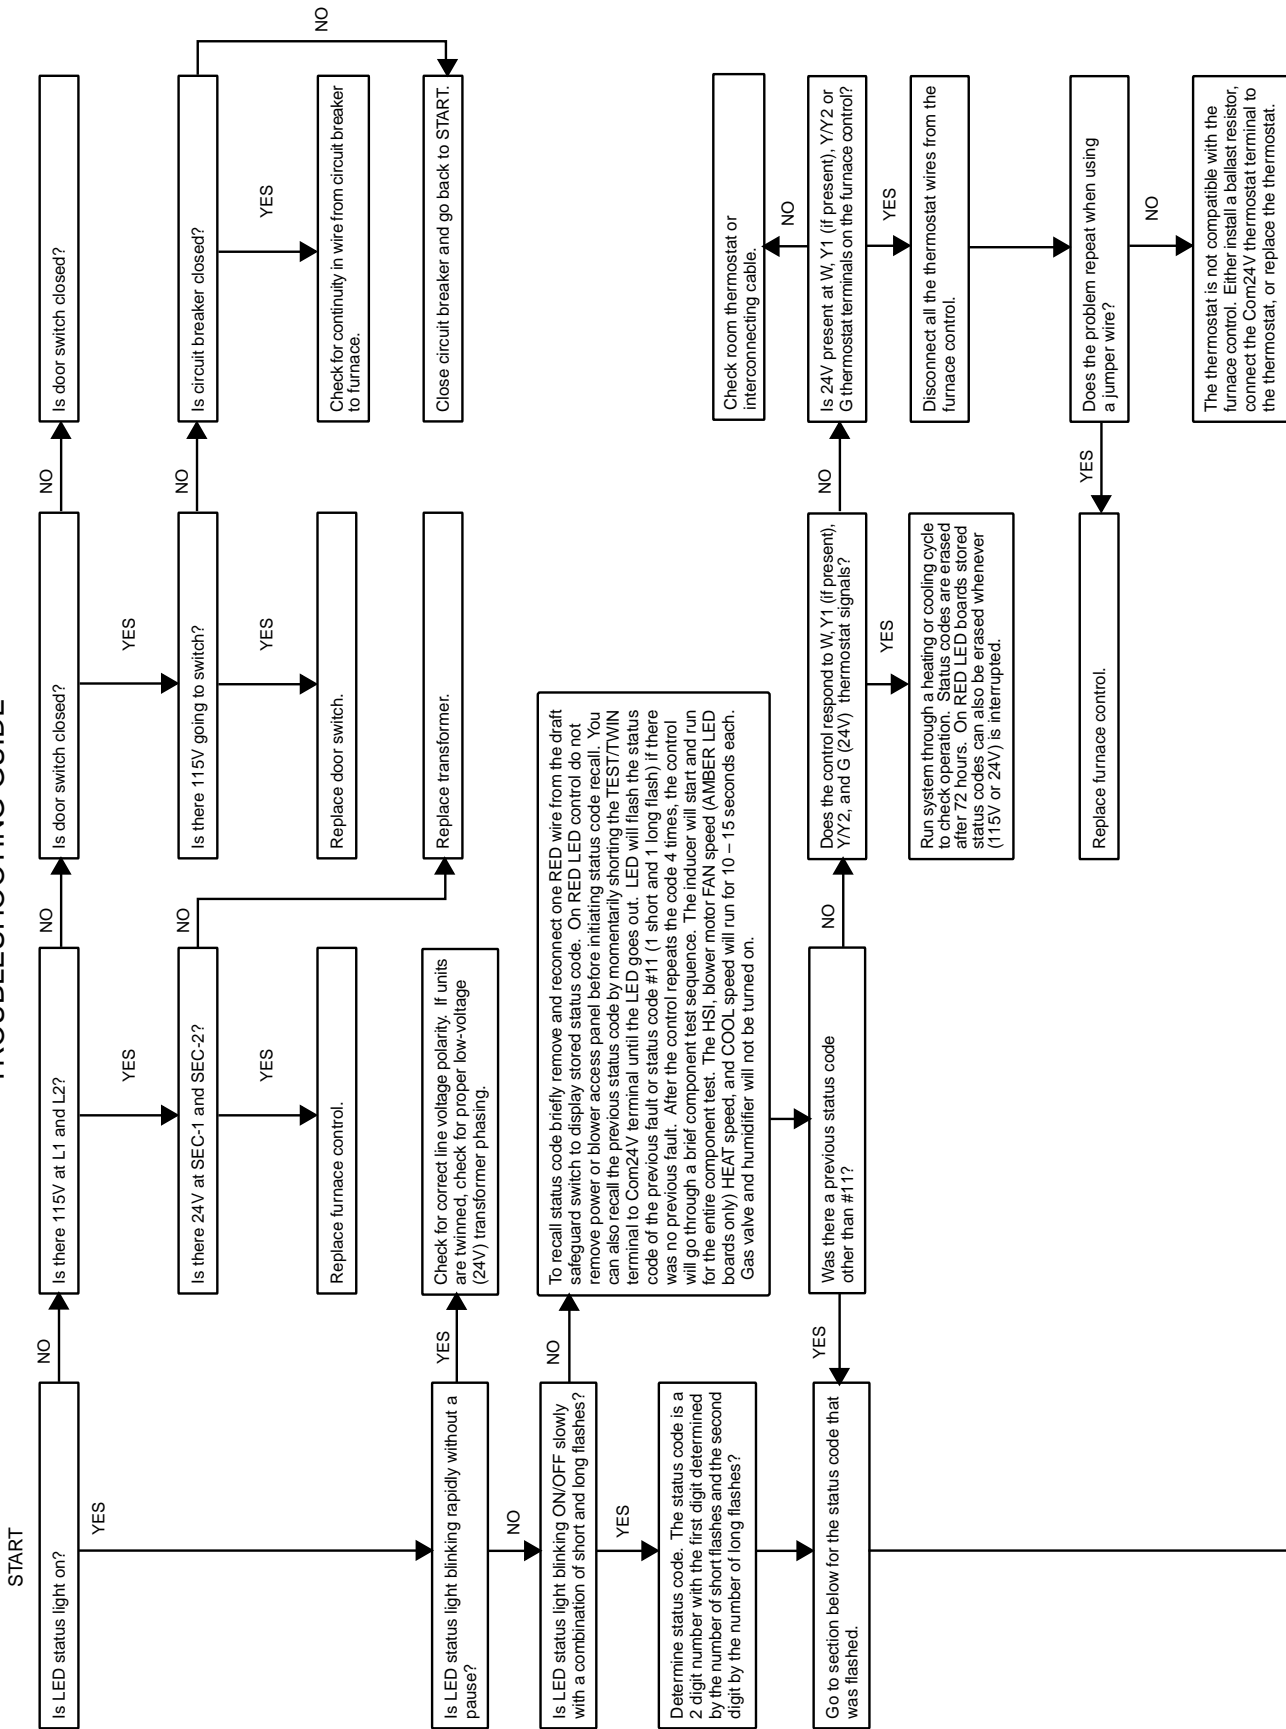 TROUBLESHOOTING GUIDE
START
Is LED status light on?
NO
YES
Is there 115V at L1 and L2?
NO
YES
Is door switch closed?
NO
YES
Is door switch closed?
Is there 24V at SEC-1 and SEC-2?
NO
YES
Is there 115V going to switch?
NO
YES
Is circuit breaker closed?
NO
YES
Replace furnace control.
Replace door switch.
Check for continuity in wire from circuit breaker
to furnace.
Replace transformer.
Close circuit breaker and go back to START.
Is LED status light blinking rapidly without a
pause?
YES
NO
Check for correct line voltage polarity. If units
are twinned, check for proper low-voltage
(24V) transformer phasing.
Is LED status light blinking ON/OFF slowly
with a combination of short and long flashes?
NO
YES
To recall status code briefly remove and reconnect one RED wire from the draft
safeguard switch to display stored status code. On RED LED control do not
remove power or blower access panel before initiating status code recall. You
can also recall the previous status code by momentarily shorting the TEST/TWIN
terminal to Com24V terminal until the LED goes out. LED will flash the status
code of the previous fault or status code #11 (1 short and 1 long flash) if there
was no previous fault. After the control repeats the code 4 times, the control
will go through a brief component test sequence. The inducer will start and run
for the entire component test. The HSI, blower motor FAN speed (AMBER LED
boards only) HEAT speed, and COOL speed will run for 10 – 15 seconds each.
Gas valve and humidifier will not be turned on.
Determine status code. The status code is a
2 digit number with the first digit determined
by the number of short flashes and the second
digit by the number of long flashes?
Go to section below for the status code that
was flashed.
YES
Was there a previous status code
other than #11?
NO
Does the control respond to W, Y1 (if present),
Y/Y2, and G (24V) thermostat signals?
NO
YES
Is 24V present at W, Y1 (if present), Y/Y2 or
G thermostat terminals on the furnace control?
NO
YES
Check room thermostat or
interconnecting cable.
Run system through a heating or cooling cycle
to check operation. Status codes are erased
after 72 hours. On RED LED boards stored
status codes can also be erased whenever
(115V or 24V) is interrupted.
Disconnect all the thermostat wires from the
furnace control.
Does the problem repeat when using
a jumper wire?
YES
NO
Replace furnace control.
The thermostat is not compatible with the
furnace control. Either install a ballast resistor,
connect the Com24V thermostat terminal to
the thermostat, or replace the thermostat.